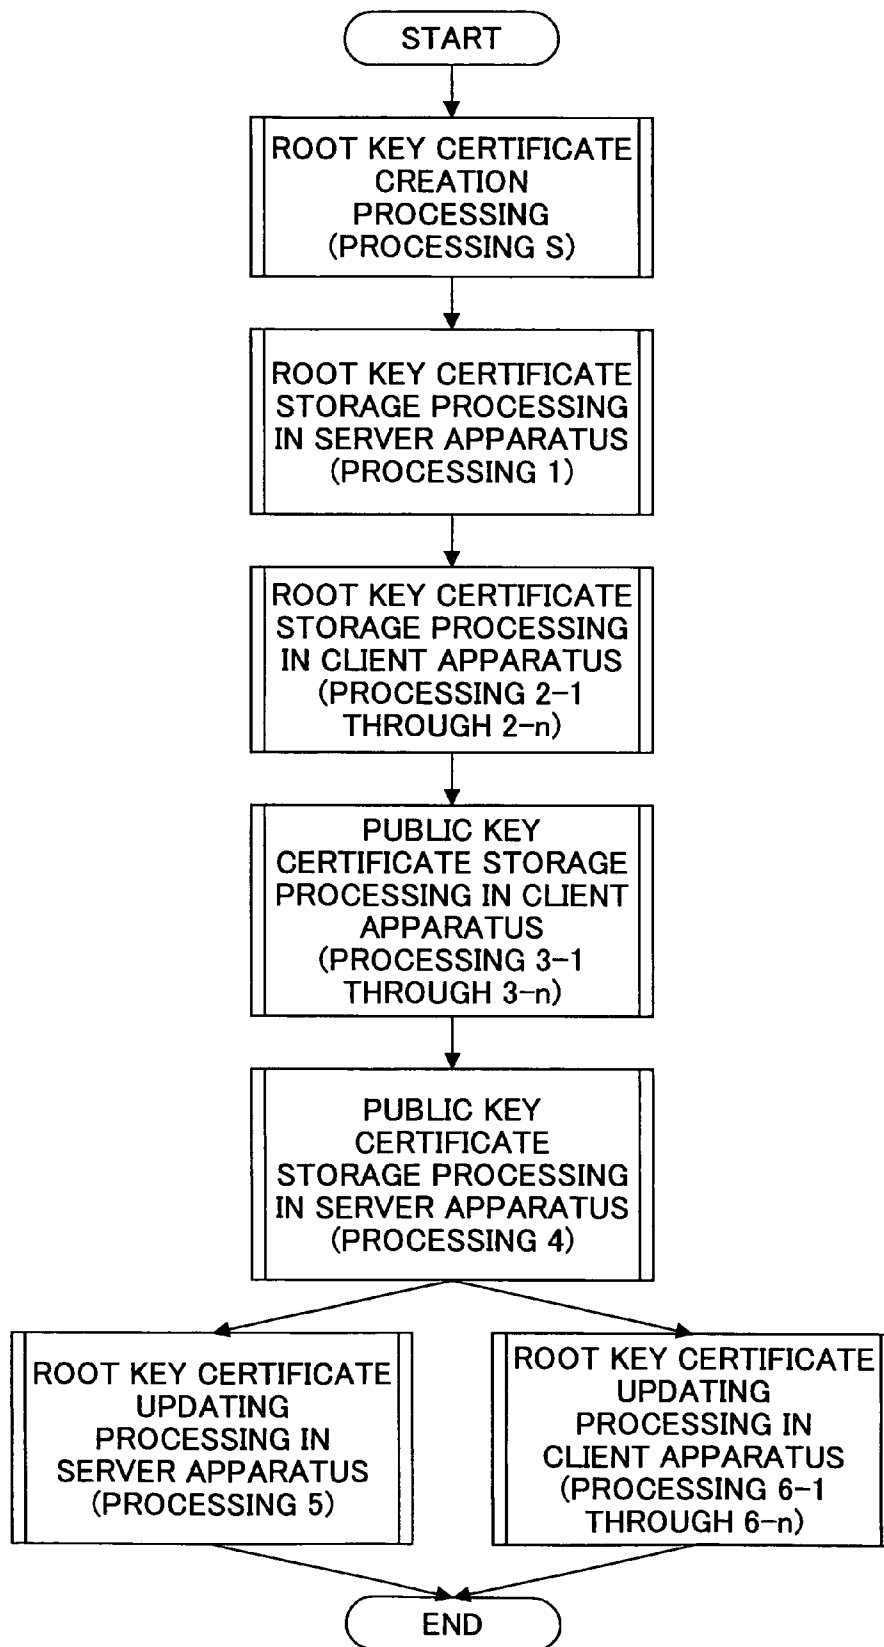 START
ROOT KEY CERTIFICATE
CREATION
PROCESSING
(PROCESSING S)
ROOT KEY CERTIFICATE
STORAGE PROCESSING
IN SERVER APPARATUS
(PROCESSING 1)
ROOT KEY CERTIFICATE
STORAGE PROCESSING
IN CLIENT APPARATUS
(PROCESSING 2-1
THROUGH 2-n)
PUBLIC KEY
CERTIFICATE STORAGE
PROCESSING IN CLIENT
APPARATUS
(PROCESSING 3-1
THROUGH 3-n)
PUBLIC KEY
CERTIFICATE
STORAGE PROCESSING
IN SERVER APPARATUS
(PROCESSING 4)
ROOT KEY CERTIFICATE
UPDATING
PROCESSING IN
SERVER APPARATUS
(PROCESSING 5)
ROOT KEY CERTIFICATE
UPDATING
PROCESSING IN
CLIENT APPARATUS
(PROCESSING 6-1
THROUGH 6-n)
END